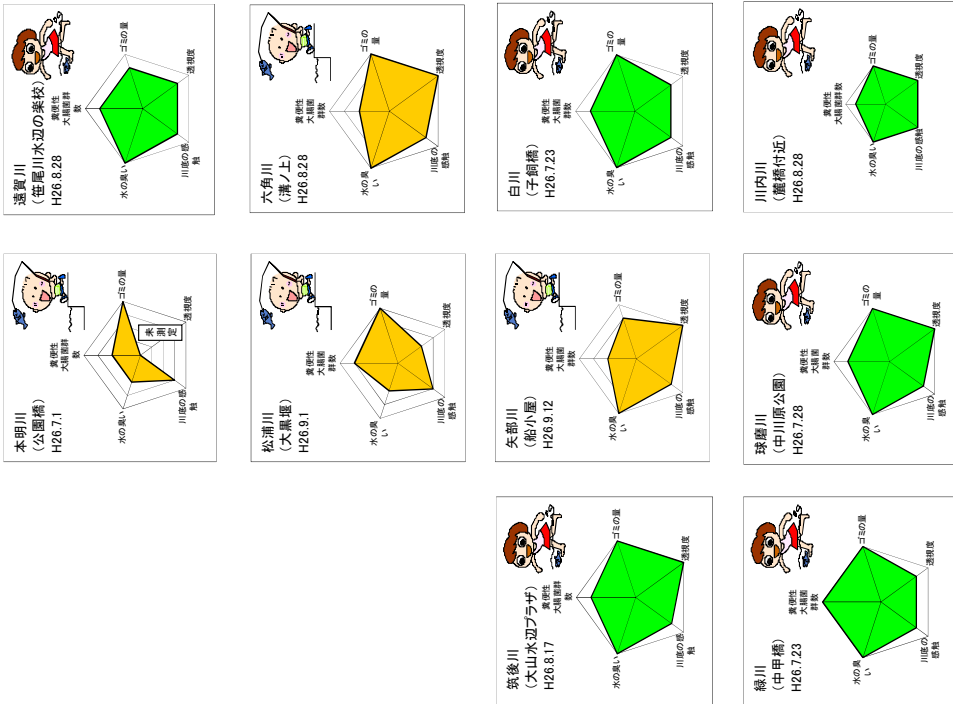 遠賀川
（笹尾川水辺の楽校）
H26.8.28
糞便性
大腸菌群
数
ゴミの量
透視度
川底の感
触
水の臭い
六角川
（溝ノ上）
H26.8.28
糞便性
大腸菌
群数
ゴミの量
透視度
川底の
感触
水の臭
い
白川
（子飼橋）
H26.7.23
糞便性
大腸菌
群数
ゴミの
量
透視度
川底の
感触
水の臭
い
川内川
（麓橋付近）
H26.8.28
糞便性
大腸菌群数
ゴミの量
透視度
川底の感触
水の臭い
本明川
（公園橋）
H26.7.1
糞便性
大腸菌群
数
ゴミの量
透視度
未測定
川底の感
触
水の臭い
松浦川
（大黒堰）
H26.9.1
糞便性
大腸菌
群数
ゴミの量
透視度
川底の
感触
水の臭
い
矢部川
（船小屋）
H26.9.12
糞便性
大腸菌
群数
ゴミの量
透視度
川底の
感触
水の臭
い
球磨川
（中川原公園）
H26.7.28
糞便性
大腸菌
群数
ゴミの
量
透視度
川底の
感触
水の臭
い
筑後川
（大山水辺プラザ）
H26.8.17
糞便性
大腸菌群
数
ゴミの量
透視度
川底の感
触
水の臭い
緑川
（中甲橋）
H26.7.23
糞便性
大腸菌
群数
ゴミの量
透視度
川底の
感触
水の臭
い